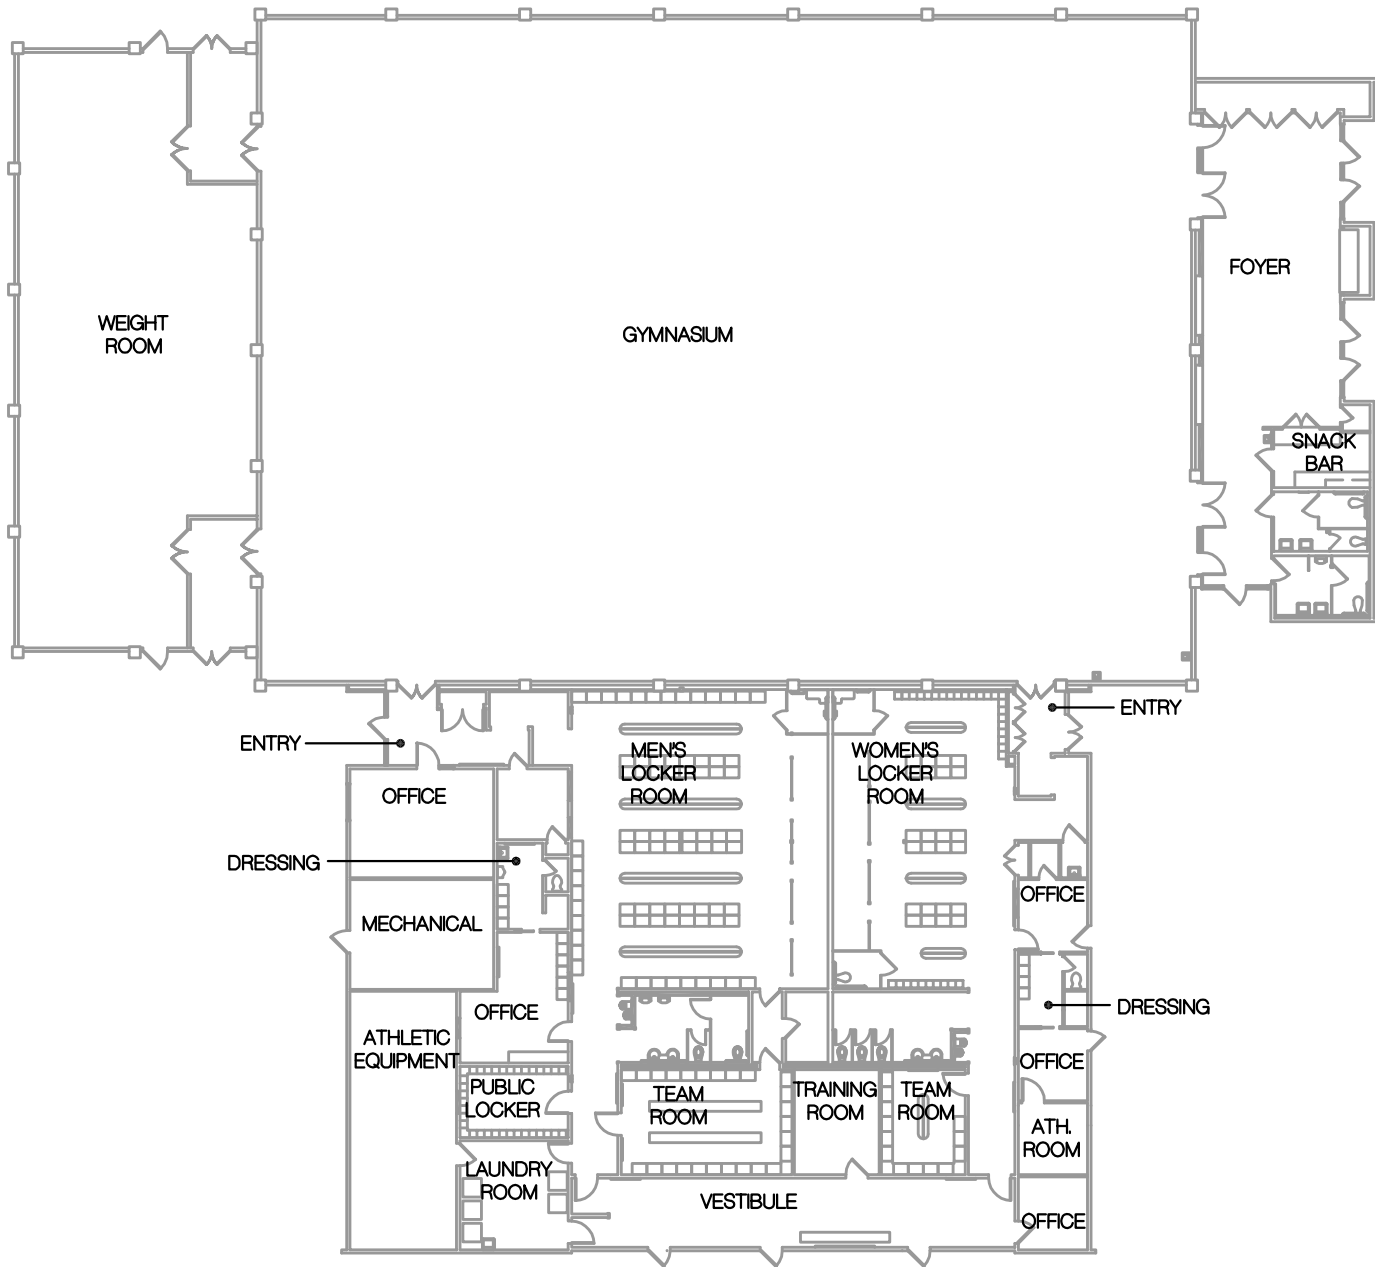 FOYER
WEIGHT
ROOM
GYMNASIUM
SNACK
BAR
ENTRY
ENTRY
MEN'S
LOCKER
ROOM
WOMEN'S
LOCKER
ROOM
OFFICE
DRESSING
OFFICE
MECHANICAL
OFFICE
DRESSING
ATHLETIC
EQUIPMENT
OFFICE
PUBLIC
LOCKER
TEAM
ROOM
TRAINING
ROOM
TEAM
ROOM
ATH.
ROOM
LAUNDRY
ROOM
VESTIBULE
OFFICE